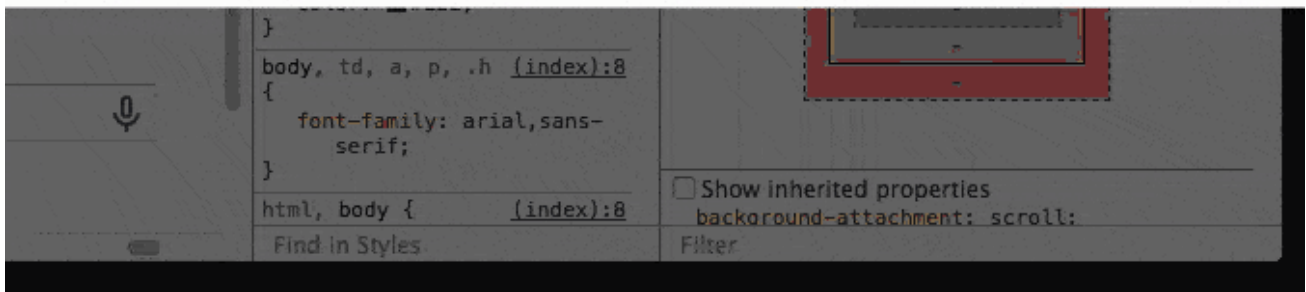 }
body, td, a, p, .h (index):8
{
font-family: arial,sans-
serif;
}
html, body { (index):8
Find in Styles
Show inherited properties
background-attachment: scroll;
Filter